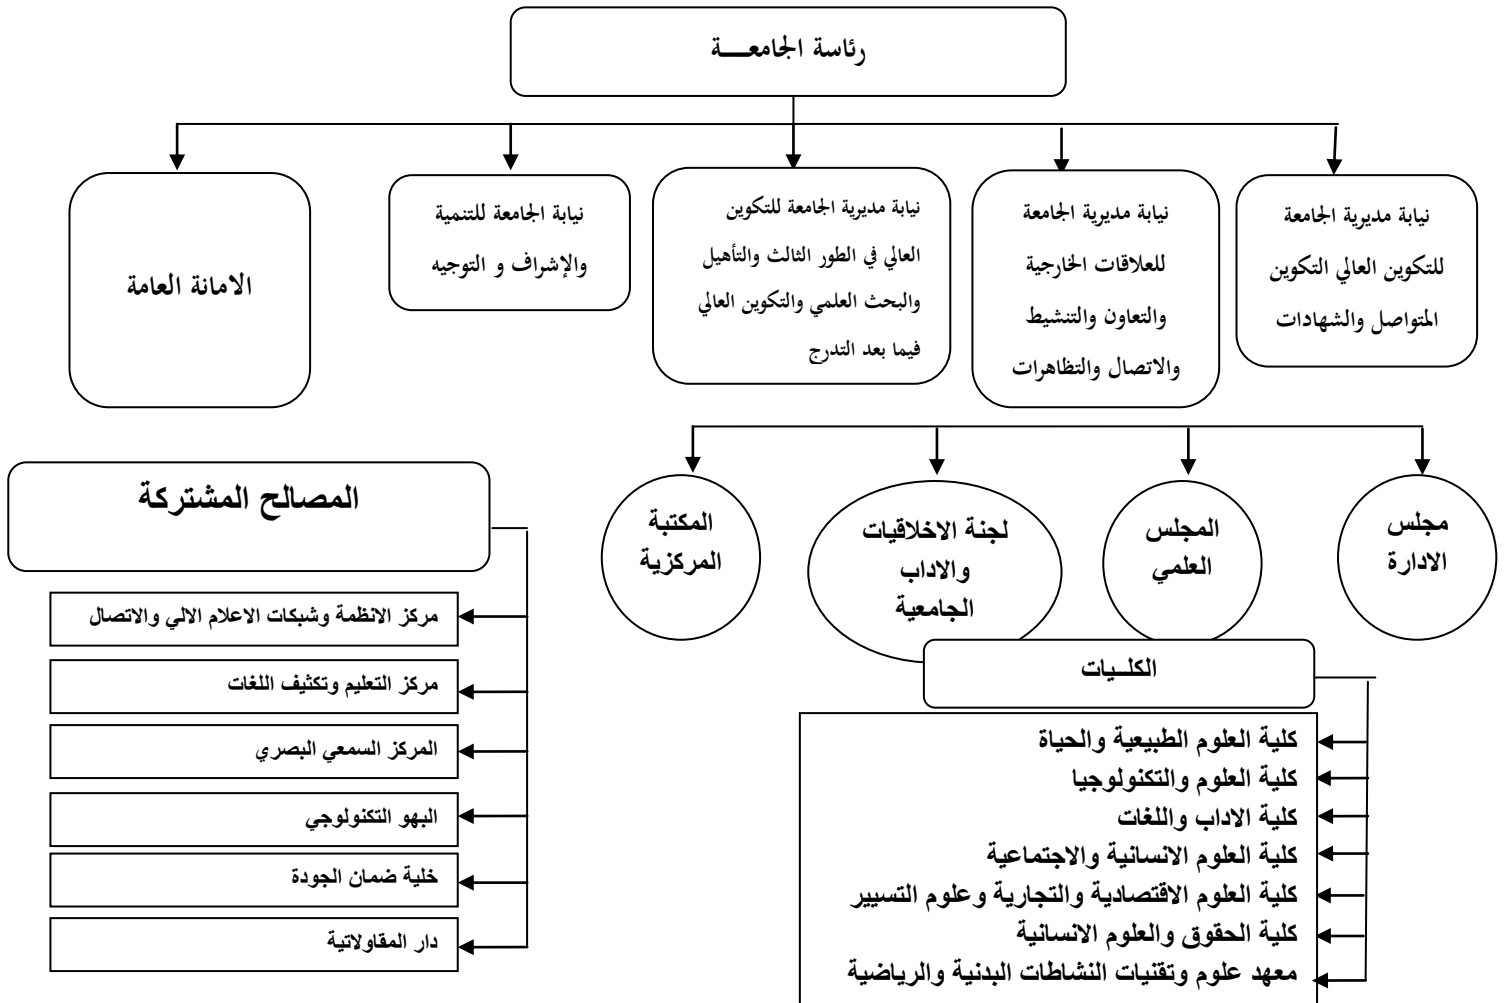 رئاسة الجامعــــة
نيابة مديرية الجامعة
للتكوين العالي التكوين
المتواصل والشهادات
نيابة مديرية الجامعة
للعلاقات الخارجية
والتعاون والتنشيط
والاتصال والتظاهرات
نيابة مديرية الجامعة للتكوين
العالي في الطور الثالث والتأهيل
والبحث العلمي والتكوين العالي
فيما بعد التدرج
نيابة الجامعة للتنمية
والإشراف و التوجيه
الامانة العامة
مجلس
الادارة
المجلس
العلمي
لجنة الاخلاقيات
والاداب
الجامعية
المكتبة
المركزية
الكلــيات
كلية العلوم الطبيعية والحياة
كلية العلوم والتكنولوجيا
كلية الاداب واللغات
كلية العلوم الانسانية والاجتماعية
كلية العلوم الاقتصادية والتجارية وعلوم التسيير
كلية الحقوق والعلوم الانسانية
معهد علوم وتقنيات النشاطات البدنية والرياضية
المصالح المشتركة
مركز الانظمة وشبكات الاعلام الالي والاتصال
مركز التعليم وتكثيف اللغات
المركز السمعي البصري
البهو التكنولوجي
خلية ضمان الجودة
دار المقاولاتية